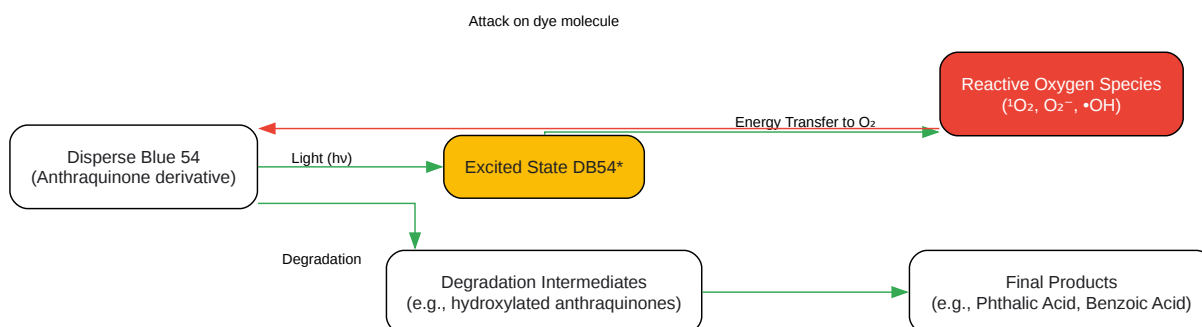 Attack on dye molecule
Reactive Oxygen Species
(¹O₂, O₂⁻, •OH)
Energy Transfer to O₂
Disperse Blue 54
(Anthraquinone derivative)
Light (hν)
Excited State DB54*
Degradation
Degradation Intermediates
(e.g., hydroxylated anthraquinones)
Final Products
(e.g., Phthalic Acid, Benzoic Acid)